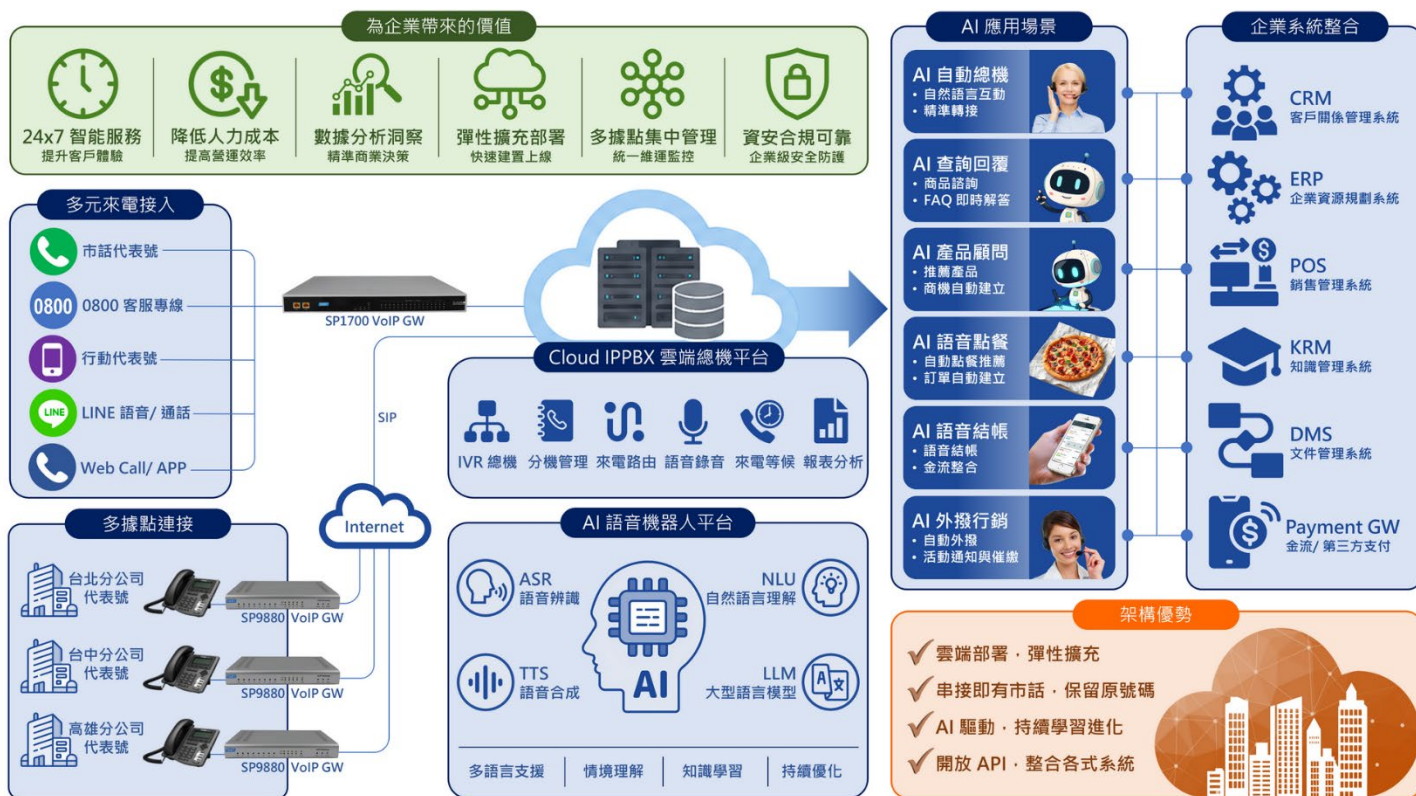 為企業帶來的價值
24x7 智能服務
提升客戶體驗
降低人力成本
提高營運效率
數據分析洞察
精準商業決策
彈性擴充部署
快速建置上線
多據點集中管理
統一維運監控
資安合規可靠
企業級安全防護
多元來電接入
市話代表號
0800
0800 客服專線
行動代表號
LINE
LINE 語音/ 通話
Web Call/ APP
SP1700 VoIP GW
SIP
Internet
多據點連接
台北分公司
代表號
SP9880 VoIP GW
台中分公司
代表號
SP9880 VoIP GW
高雄分公司
代表號
SP9880 VoIP GW
Cloud IPPBX 雲端總機平台
IVR 總機
分機管理
來電路由
語音錄音
來電等候
報表分析
AI 語音機器人平台
ASR
語音辨識
NLU
自然語言理解
TTS
語音合成
LLM
大型語言模型
A文
AI
多語言支援
情境理解
知識學習
持續優化
AI 應用場景
AI 自動總機
• 自然語言互動
• 精準轉接
AI 查詢回覆
• 商品諮詢
• FAQ 即時解答
AI 產品顧問
• 推薦產品
• 商機自動建立
AI 語音點餐
• 自動點餐推薦
• 訂單自動建立
AI 語音結帳
• 語音結帳
• 金流整合
AI 外撥行銷
• 自動外撥
• 活動通知與催繳
企業系統整合
CRM
客戶關係管理系統
ERP
企業資源規劃系統
POS
銷售管理系統
KRM
知識管理系統
DMS
文件管理系統
Payment GW
金流/ 第三方支付
架構優勢
雲端部署，彈性擴充
串接即有市話，保留原號碼
AI 驅動，持續學習進化
開放 API，整合各式系統